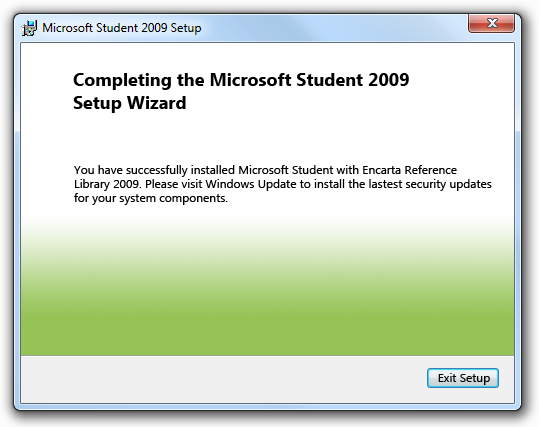 Microsoft Student 2009 Setup
Completing the Microsoft Student 2009
Setup Wizard
You have successfully installed Microsoft Student with Encarta Reference
Library 2009. Please visit Windows Update to install the lastest security updates
for your system components.
Exit Setup